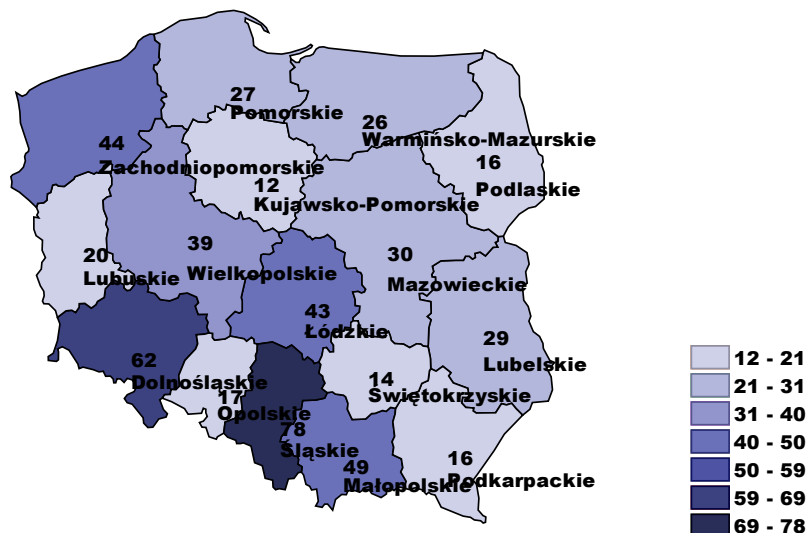 27
Pomorskie
26
Warmińsko-Mazurskie
44
Zachodniopomorskie
16
Podlaskie
12
Kujawsko-Pomorskie
39
Wielkopolskie
20
Lubuskie
30
Mazowieckie
43
Łódzkie
29
Lubelskie
62
Dolnośląskie
14
Świętokrzyskie
17
Opolskie
78
Śląskie
49
Małopolskie
16
Podkarpackie
12 - 21
21 - 31
31 - 40
40 - 50
50 - 59
59 - 69
69 - 78